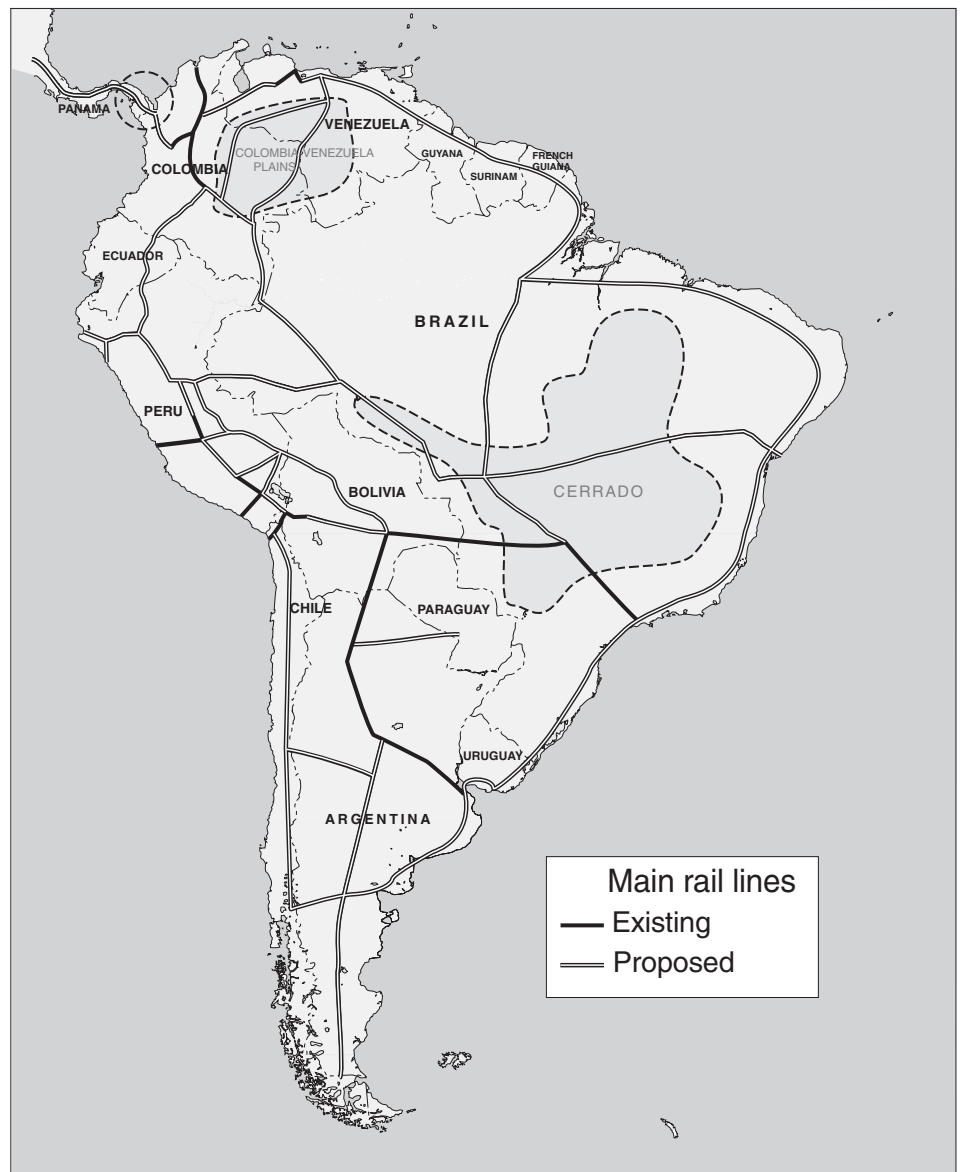 PANAMA
VENEZUELA
COLOMBIA-VENEZUELA
PLAINS
COLOMBIA
GUYANA
SURINAM
FRENCH
GUIANA
ECUADOR
BRAZIL
PERU
BOLIVIA
CERRADO
CHILE
PARAGUAY
URUGUAY
ARGENTINA
Main rail lines
Existing
Proposed